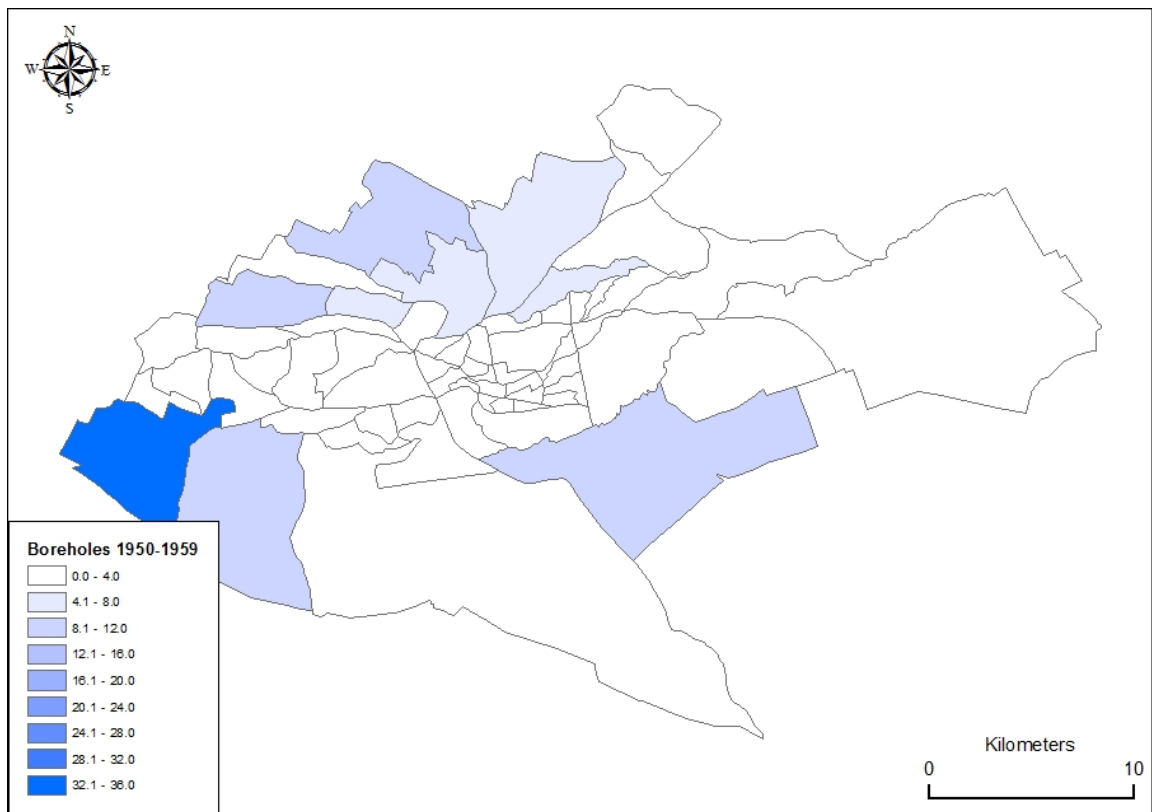 N
W E
S
Boreholes 1950-1959
0.0 - 4.0
4.1 - 8.0
8.1 - 12.0
12.1 - 16.0
16.1 - 20.0
20.1 - 24.0
24.1 - 28.0
28.1 - 32.0
32.1 - 36.0
Kilometers
0 10